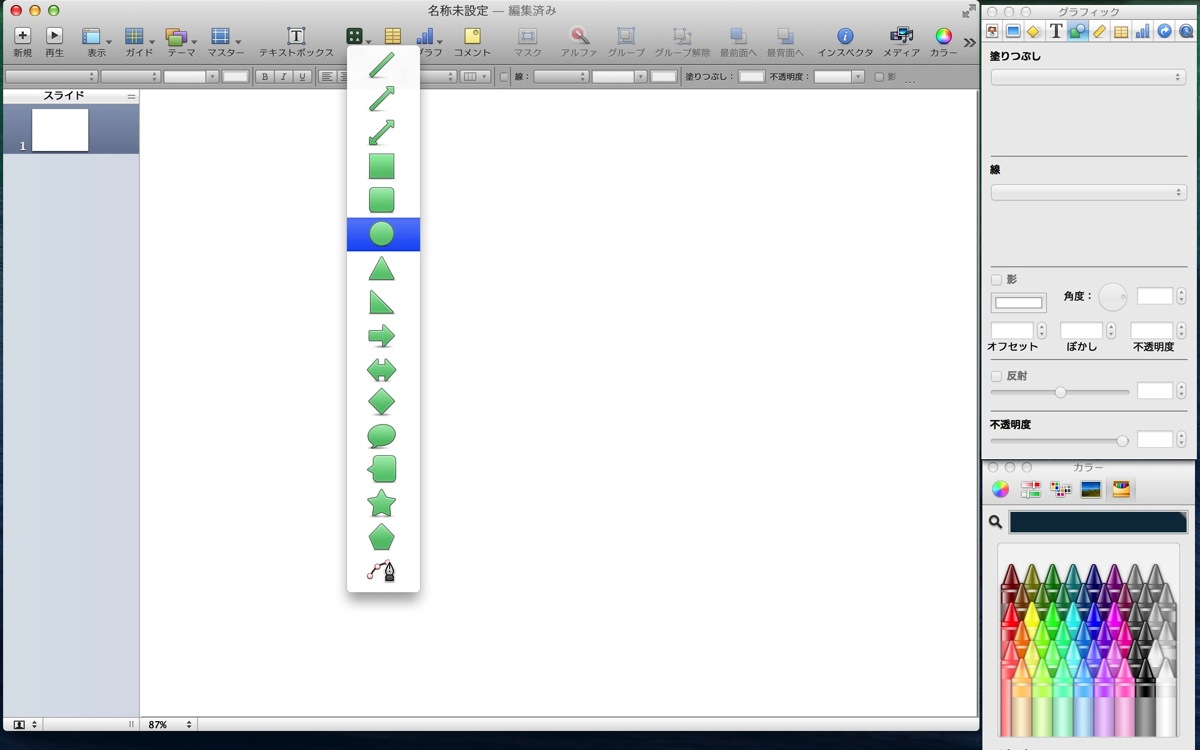 名称未設定 — 編集済み
新規 再生 表示 ガイド テーマ マスター テキストボックス グラフ コメント マスク アルファ グループ グループ解除 最前面へ 最背面へ インスペクタ メディア カラー
B I U 線： 塗りつぶし： 不透明度： 影 ...
スライド
1
87%
グラフィック
塗りつぶし
線
影
角度：
オフセット ぼかし 不透明度
反射
不透明度
カラー